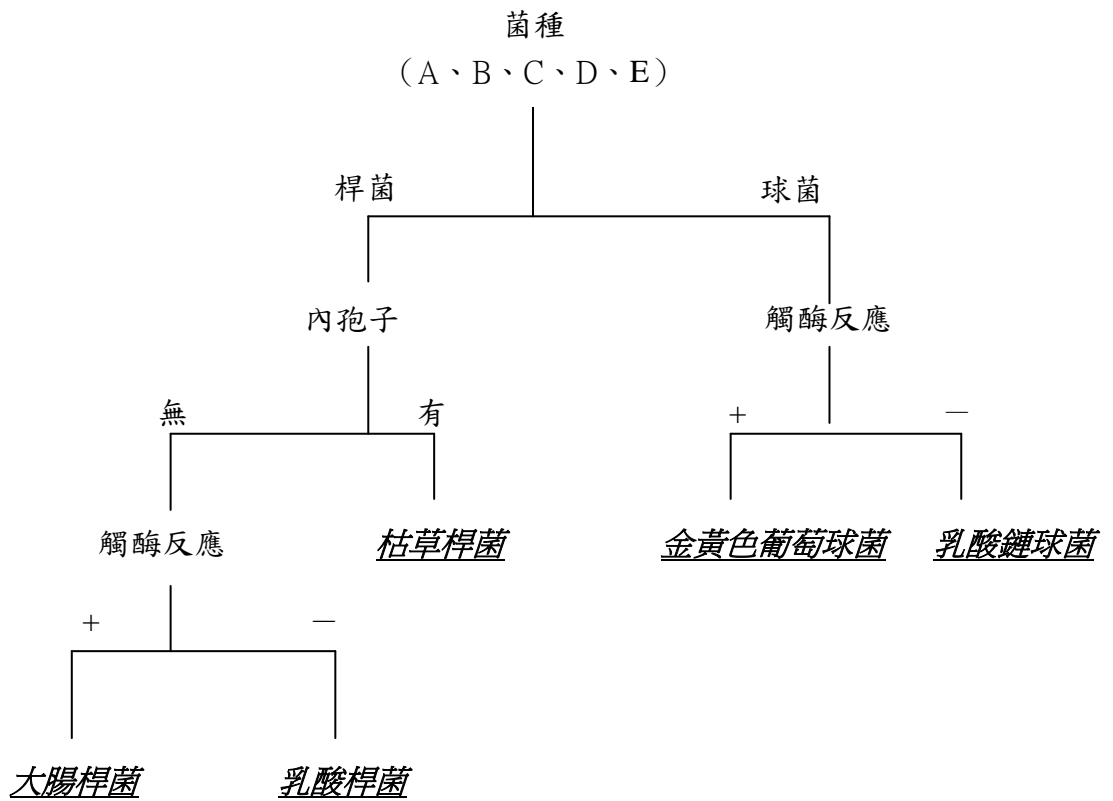 菌種
（A、B、C、D、E）
桿菌
球菌
內孢子
觸酶反應
無
有
+
—
觸酶反應
枯草桿菌
金黃色葡萄球菌
乳酸鏈球菌
+
—
大腸桿菌
乳酸桿菌